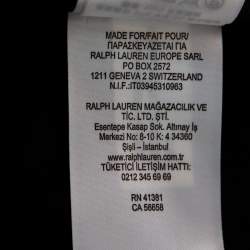 MADE FOR/FAIT POUR/
ΠΑΡΑΣΚΕΥΑΖΕΤΑΙ ΓΙΑ
RALPH LAUREN EUROPE SARL
PO BOX 2572
1211 GENEVA 2 SWITZERLAND
N.I.F.:IT03945310963
RALPH LAUREN MAĞAZACILIK VE
TİC. LTD. ŞTİ.
Esentepe Kasap Sok. Altınay İş
Merkezi No: 8-10 K: 4 34360
Şişli – İstanbul
www.ralphlauren.com.tr
TÜKETİCİ İLETİŞİM HATTI:
0212 345 69 69
RN 41381
CA 56658